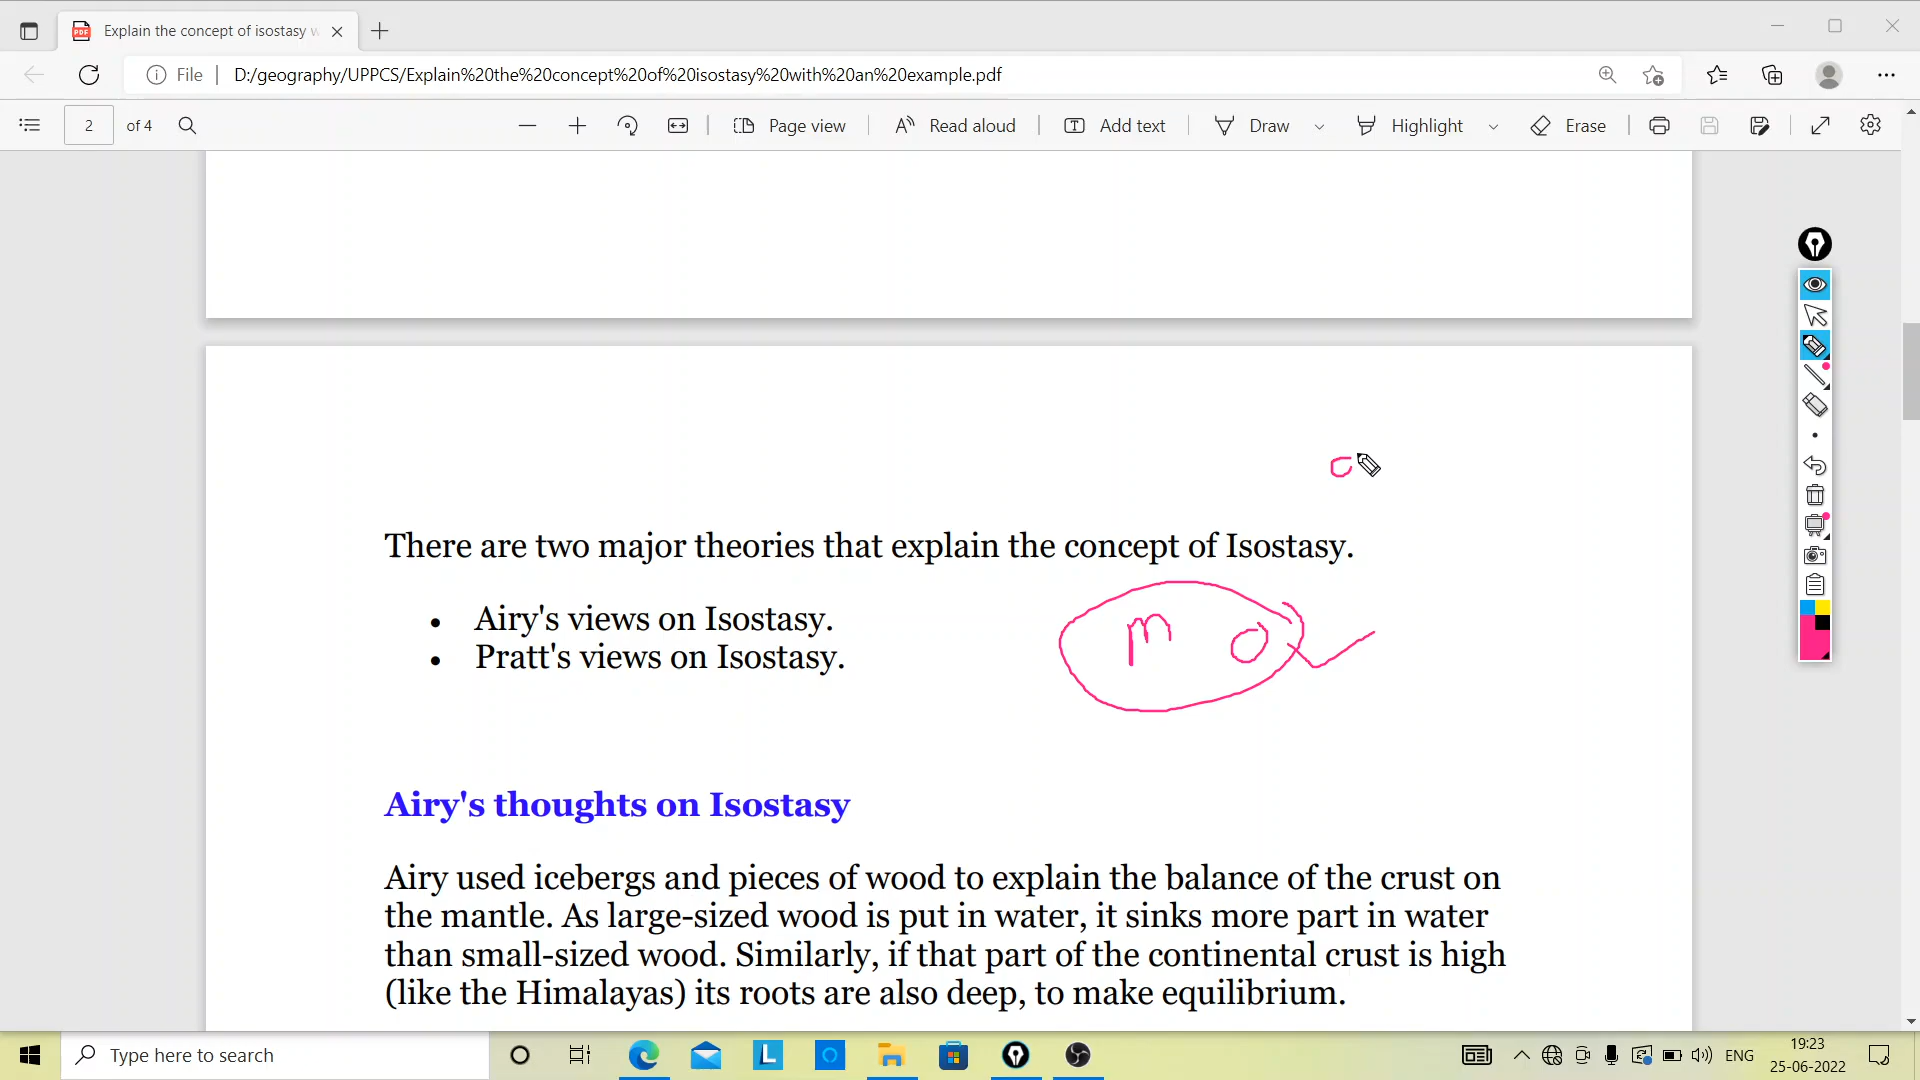 Explain the concept of isostasy w
File
D:/geography/UPPCS/Explain%20the%20concept%20of%20isostasy%20with%20an%20example.pdf
2 of 4
Page view
Read aloud
Add text
Draw
Highlight
Erase
There are two major theories that explain the concept of Isostasy.
• Airy's views on Isostasy.
• Pratt's views on Isostasy.
m O
Airy's thoughts on Isostasy
Airy used icebergs and pieces of wood to explain the balance of the crust on
the mantle. As large-sized wood is put in water, it sinks more part in water
than small-sized wood. Similarly, if that part of the continental crust is high
(like the Himalayas) its roots are also deep, to make equilibrium.
Type here to search
ENG
19:23
25-06-2022